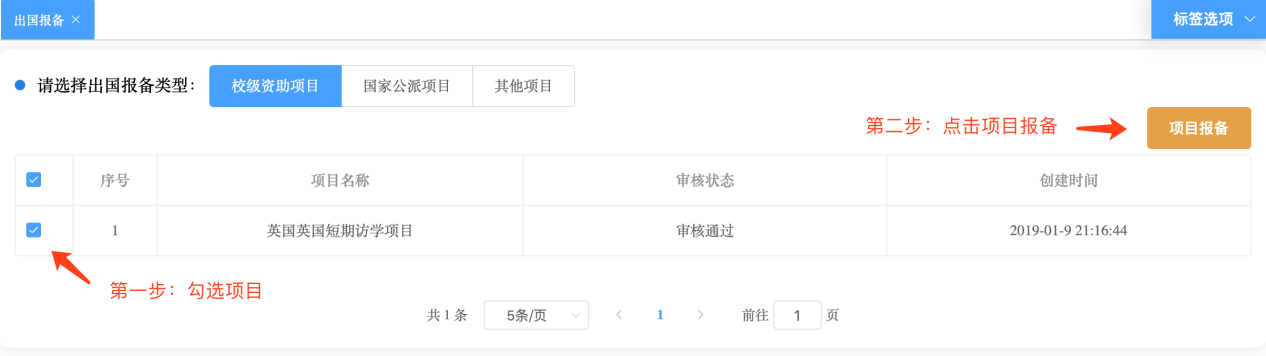 出国报备 ×
标签选项
请选择出国报备类型： 校级资助项目 国家公派项目 其他项目
第二步：点击项目报备 项目报备
序号 项目名称 审核状态 创建时间
1 英国英国短期访学项目 审核通过 2019-01-9 21:16:44
第一步：勾选项目
共 1 条 5条/页 < 1 > 前往 1 页